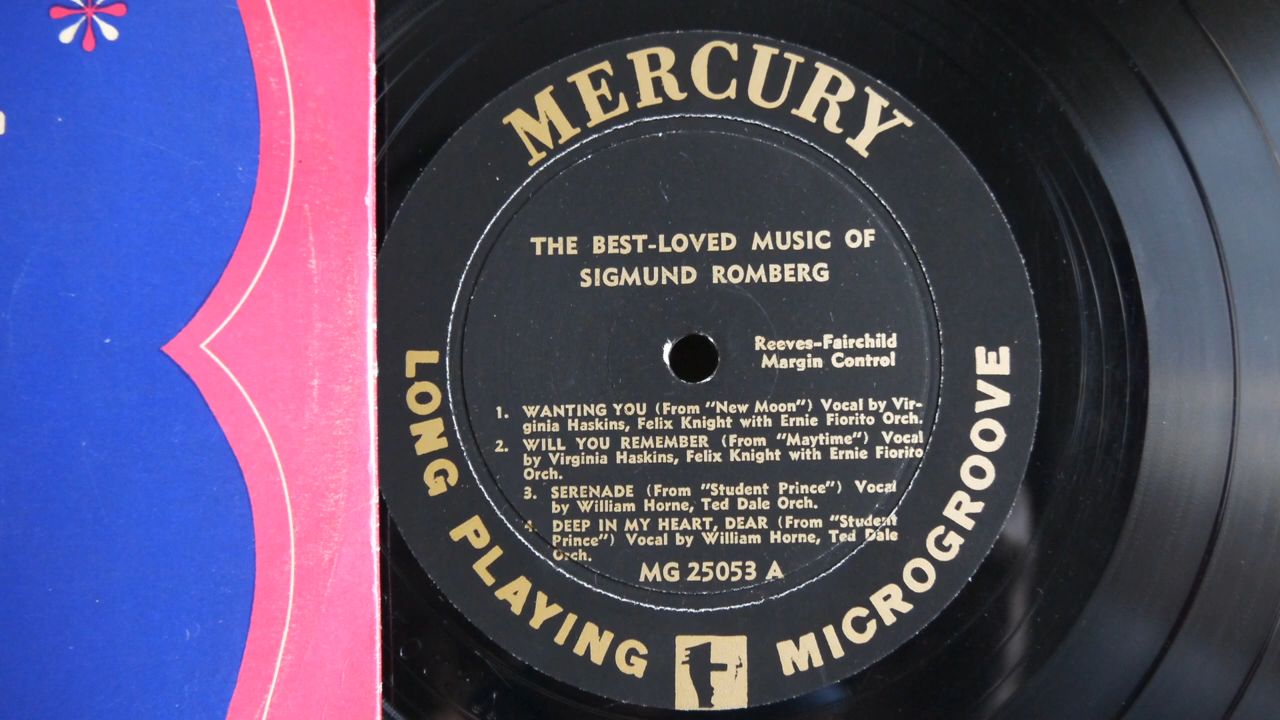 MERCURY
THE BEST-LOVED MUSIC OF
SIGMUND ROMBERG
Reeves-Fairchild
Margin Control
1. WANTING YOU (From "New Moon") Vocal by Vir-
ginia Haskins, Felix Knight with Ernie Fiorito Orch.
2. WILL YOU REMEMBER (From "Maytime") Vocal
by Virginia Haskins, Felix Knight with Ernie Fiorito
Orch.
3. SERENADE (From "Student Prince") Vocal
by William Horne, Ted Dale Orch.
4. DEEP IN MY HEART, DEAR (From "Student
Prince") Vocal by William Horne, Ted Dale
Orch.
MG 25053 A
LONG PLAYING MICROGROOVE